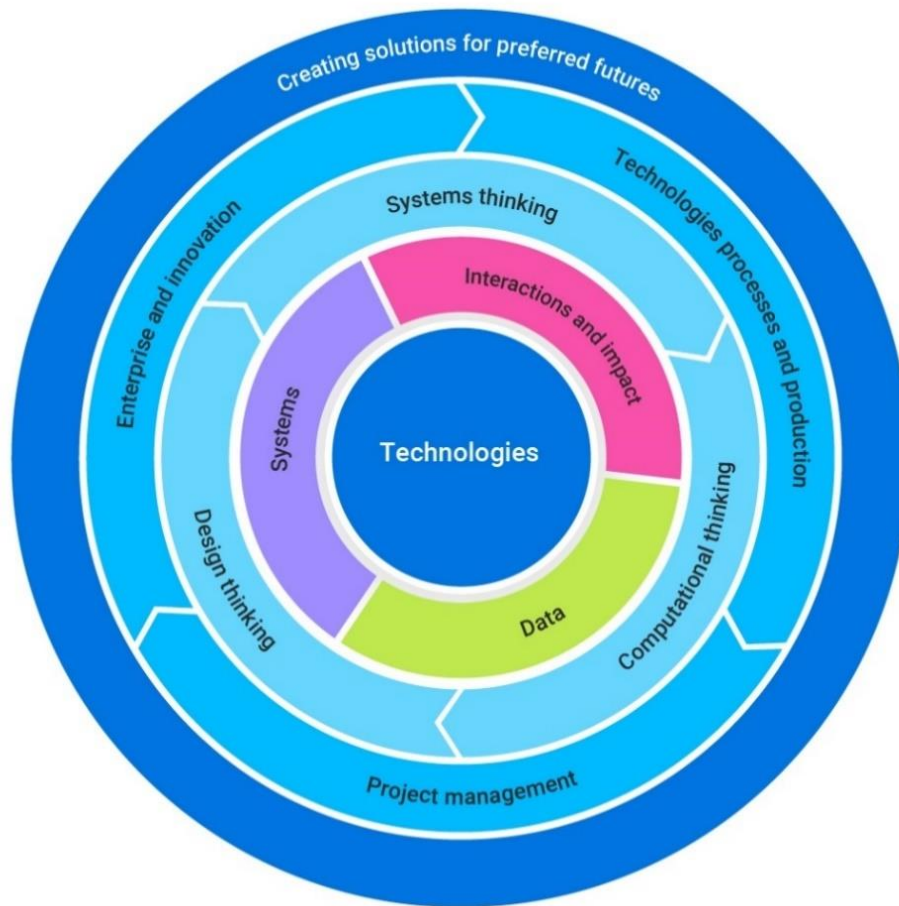 Creating solutions for preferred futures
Enterprise and innovation
Technologies processes and production
Project management
Systems thinking
Computational thinking
Design thinking
Interactions and impact
Systems
Data
Technologies